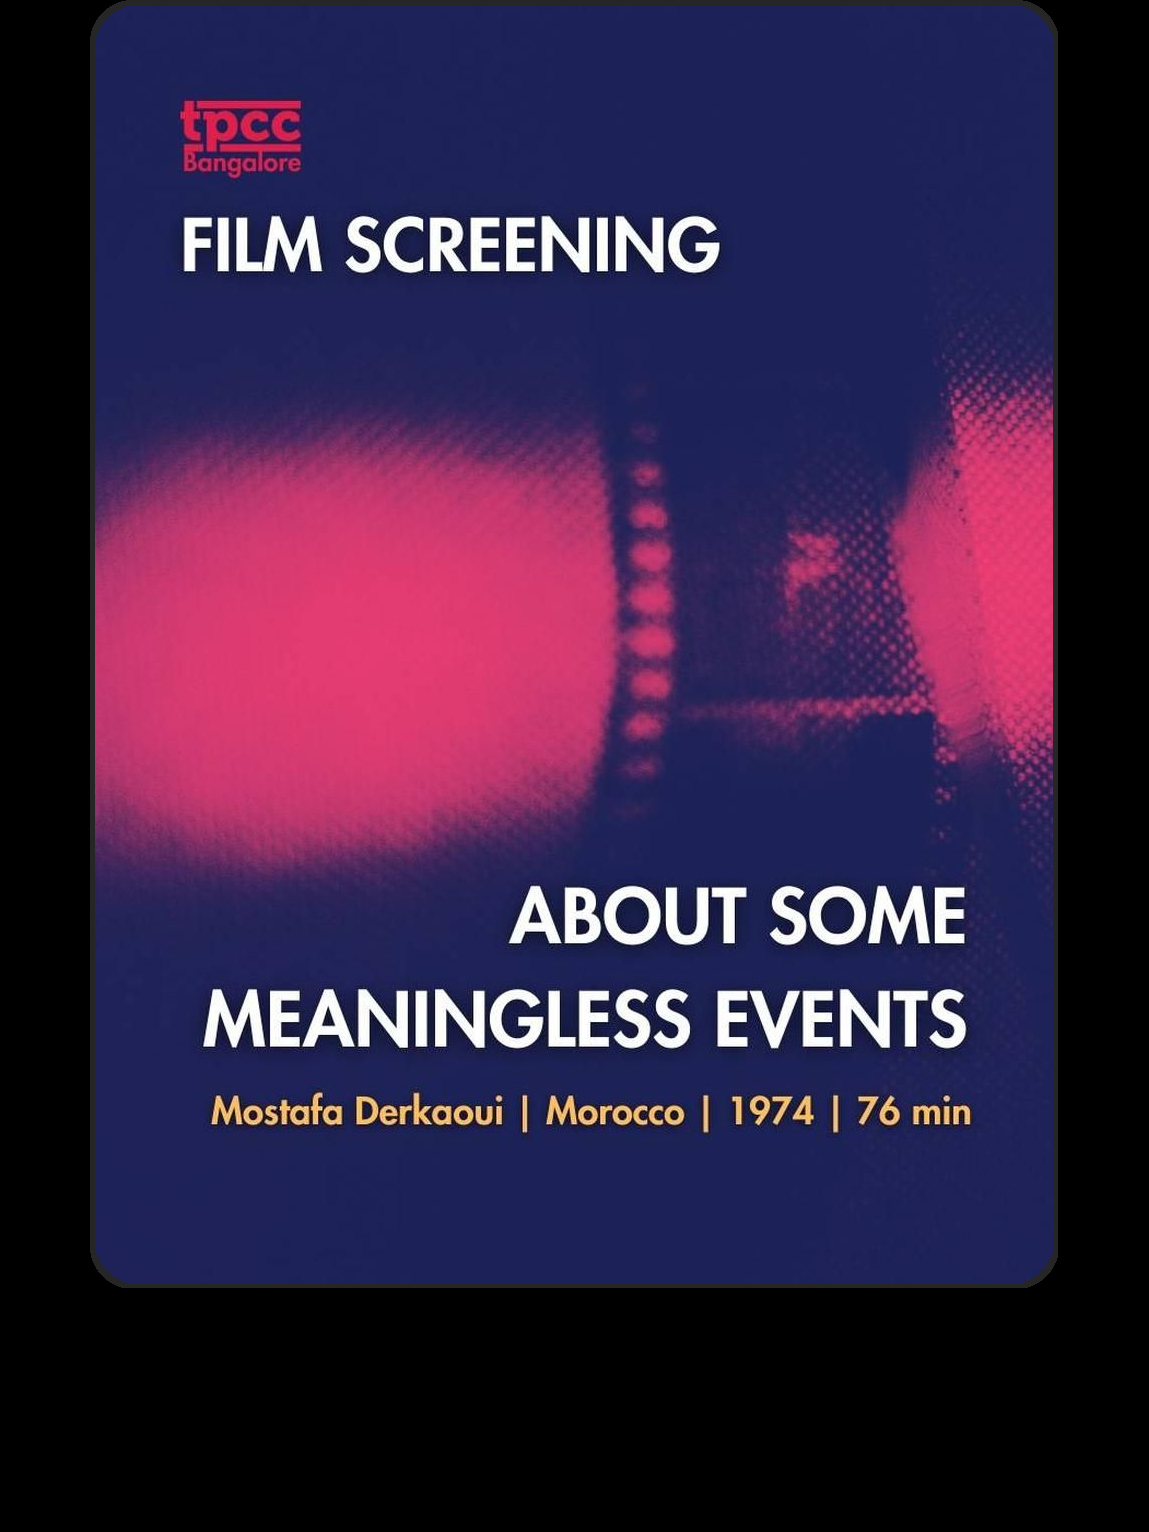 tpcc
Bangalore
FILM SCREENING
ABOUT SOME
MEANINGLESS EVENTS
Mostafa Derkaoui | Morocco | 1974 | 76 min